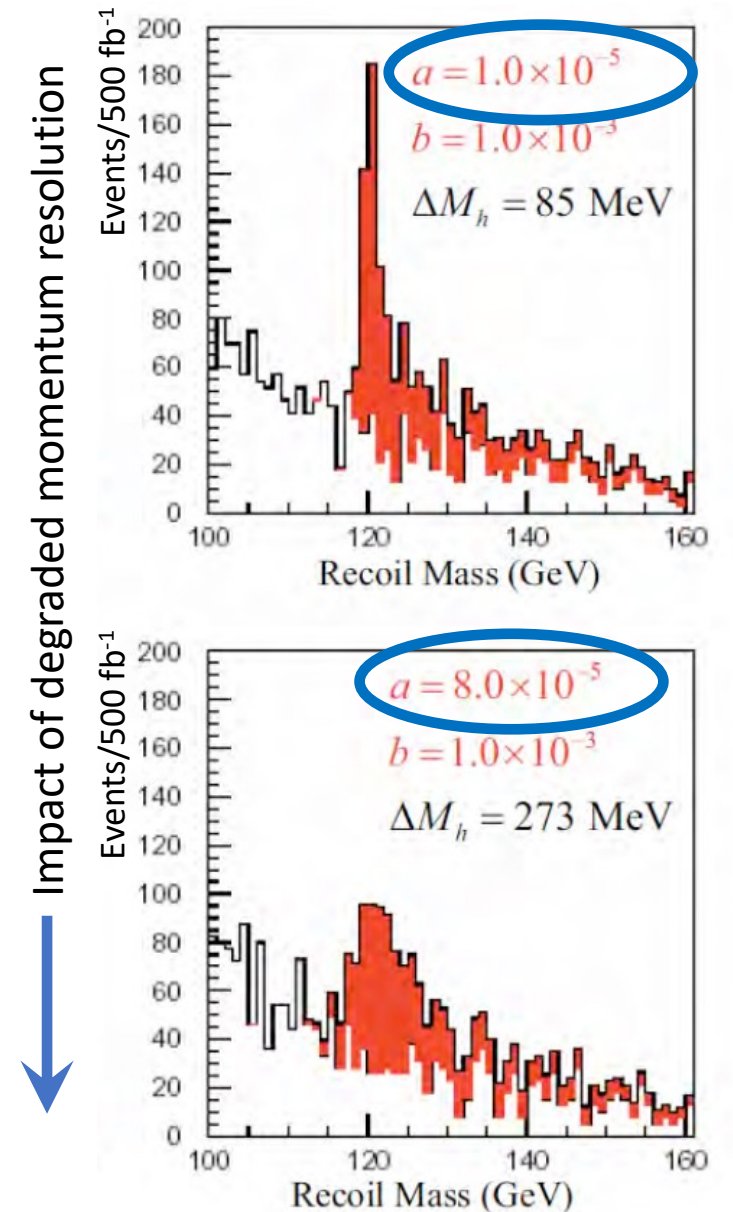 Impact of degraded momentum resolution
Events/500 fb⁻¹
200
180
160
140
120
100
80
60
40
20
0
a = 1.0×10⁻⁵
b = 1.0×10⁻³
ΔMₕ = 85 MeV
100 120 140 160
Recoil Mass (GeV)
Events/500 fb⁻¹
200
180
160
140
120
100
80
60
40
20
0
a = 8.0×10⁻⁵
b = 1.0×10⁻³
ΔMₕ = 273 MeV
100 120 140 160
Recoil Mass (GeV)